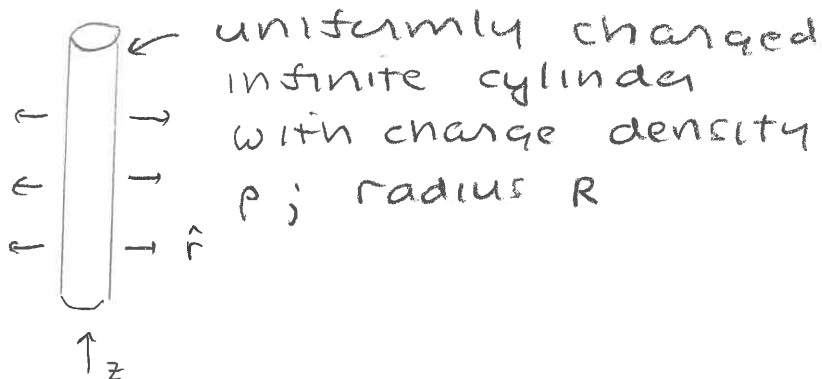 uniformly charged
infinite cylinder
with charge density
ρ; radius R
r̂
z